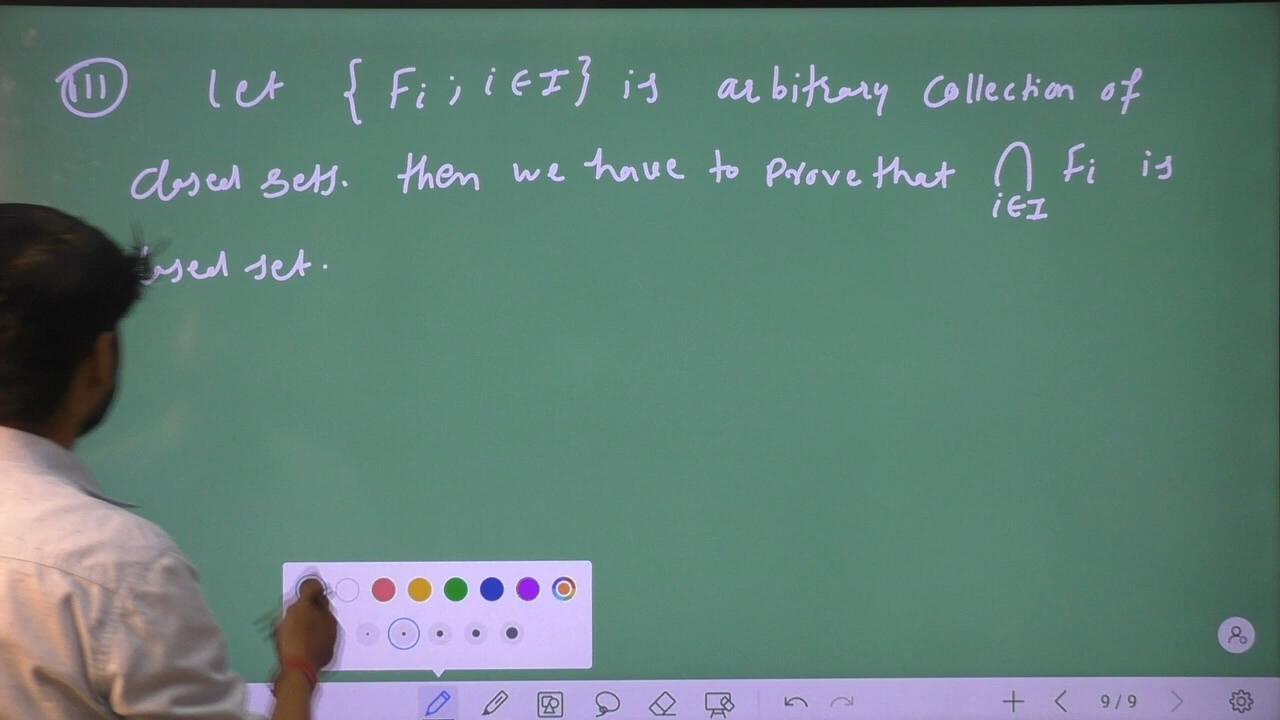 (III) Let { Fi ; i ∈ I } is arbitrary collection of
closed sets. then we have to prove that ⋂ Fi is
i ∈ I
closed set.
9/9